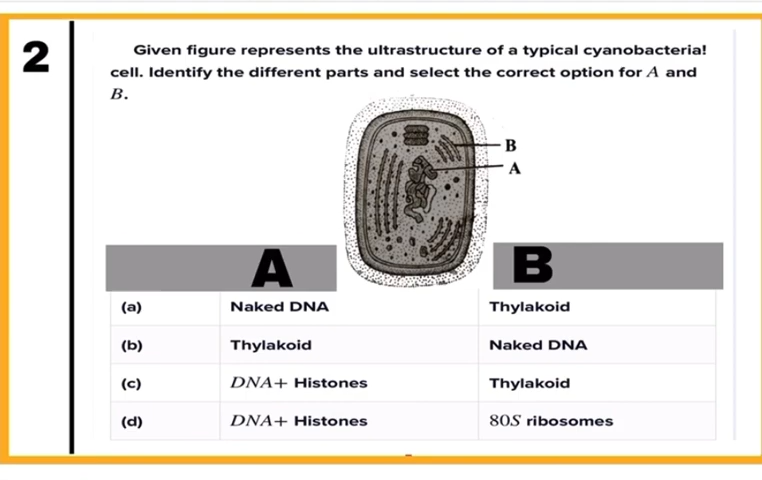 2
Given figure represents the ultrastructure of a typical cyanobacteria!
cell. Identify the different parts and select the correct option for A and
B.
B
A
A B
(a) Naked DNA Thylakoid
(b) Thylakoid Naked DNA
(c) DNA+ Histones Thylakoid
(d) DNA+ Histones 80S ribosomes